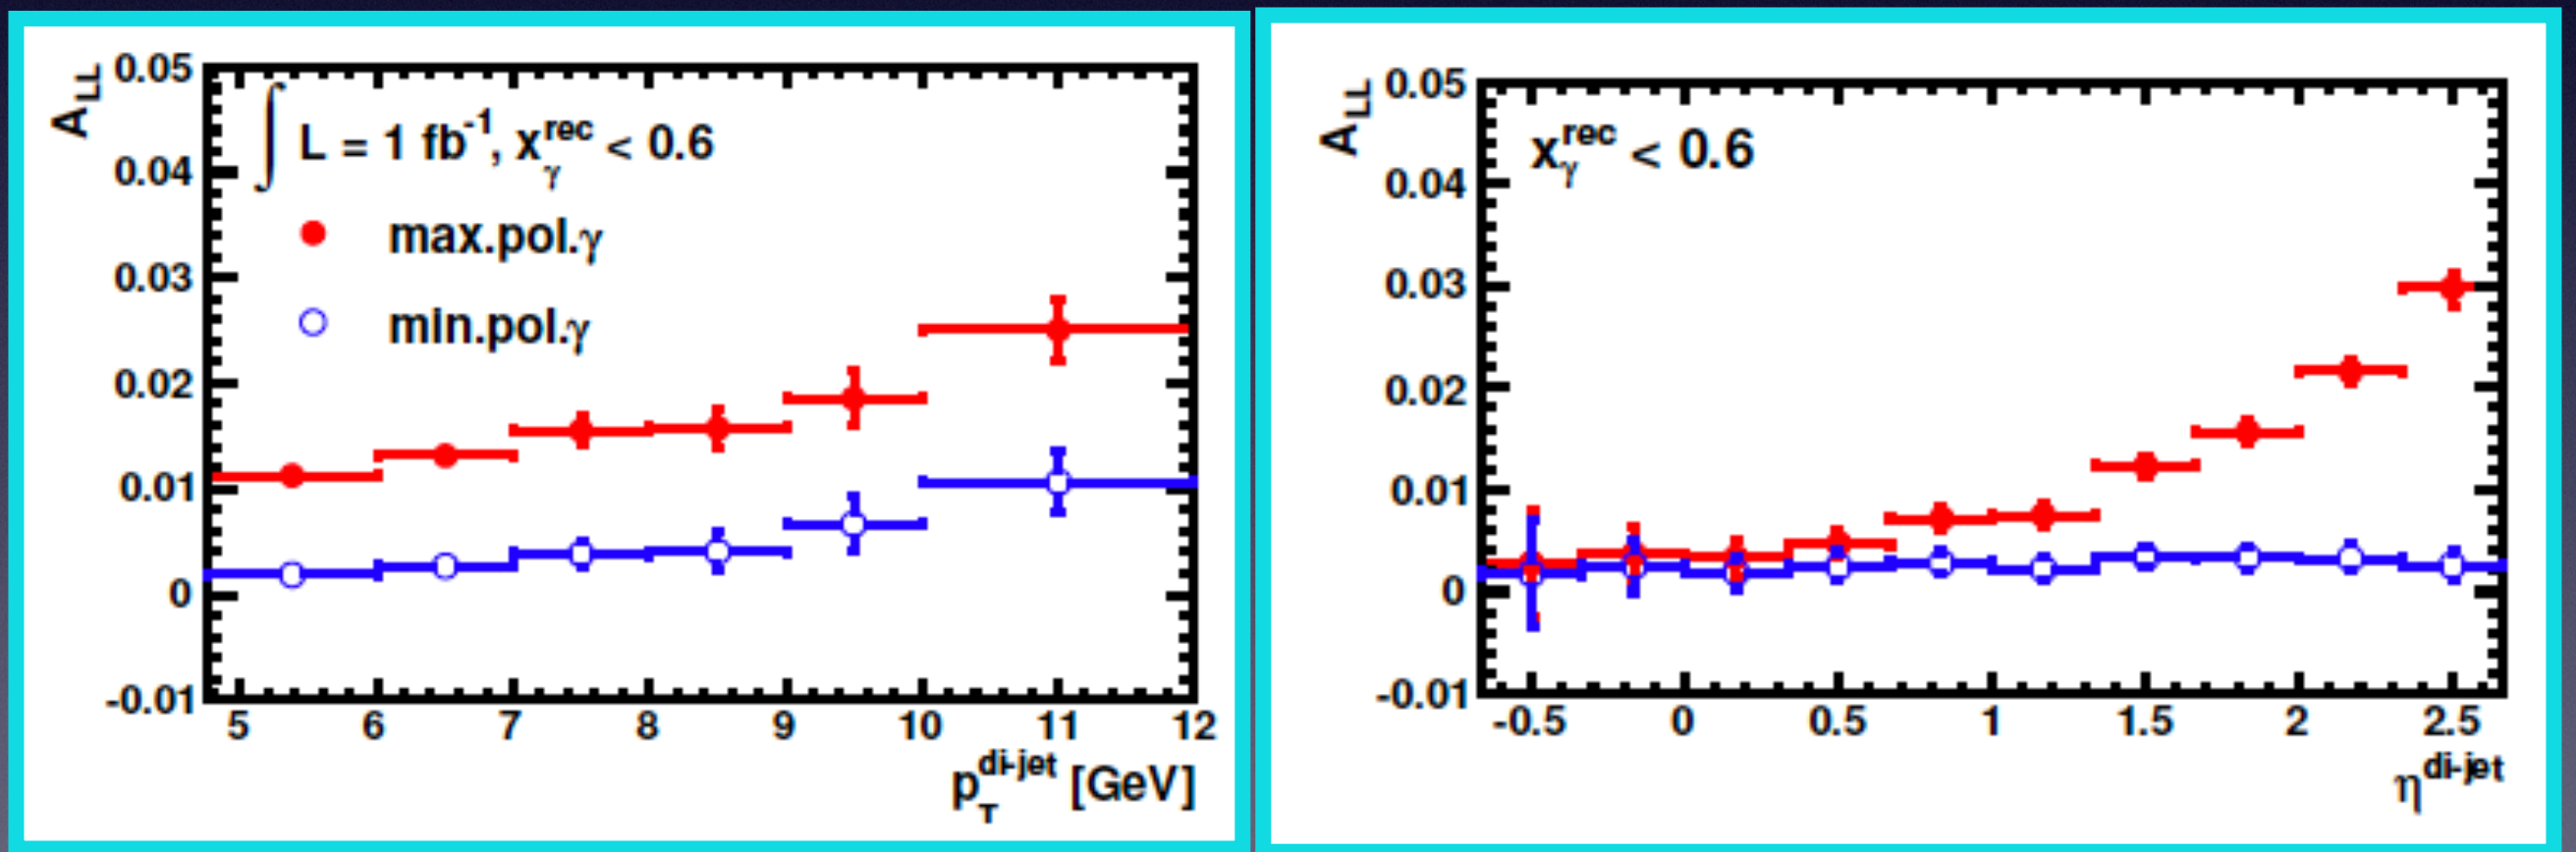 A_LL
0.05
0.04
0.03
0.02
0.01
0
-0.01
∫ L = 1 fb⁻¹, x_γ^rec < 0.6
max.pol.γ
min.pol.γ
5 6 7 8 9 10 11 12
p_T^di-jet [GeV]
A_LL
0.05
0.04
0.03
0.02
0.01
0
-0.01
x_γ^rec < 0.6
-0.5 0 0.5 1 1.5 2 2.5
η^di-jet